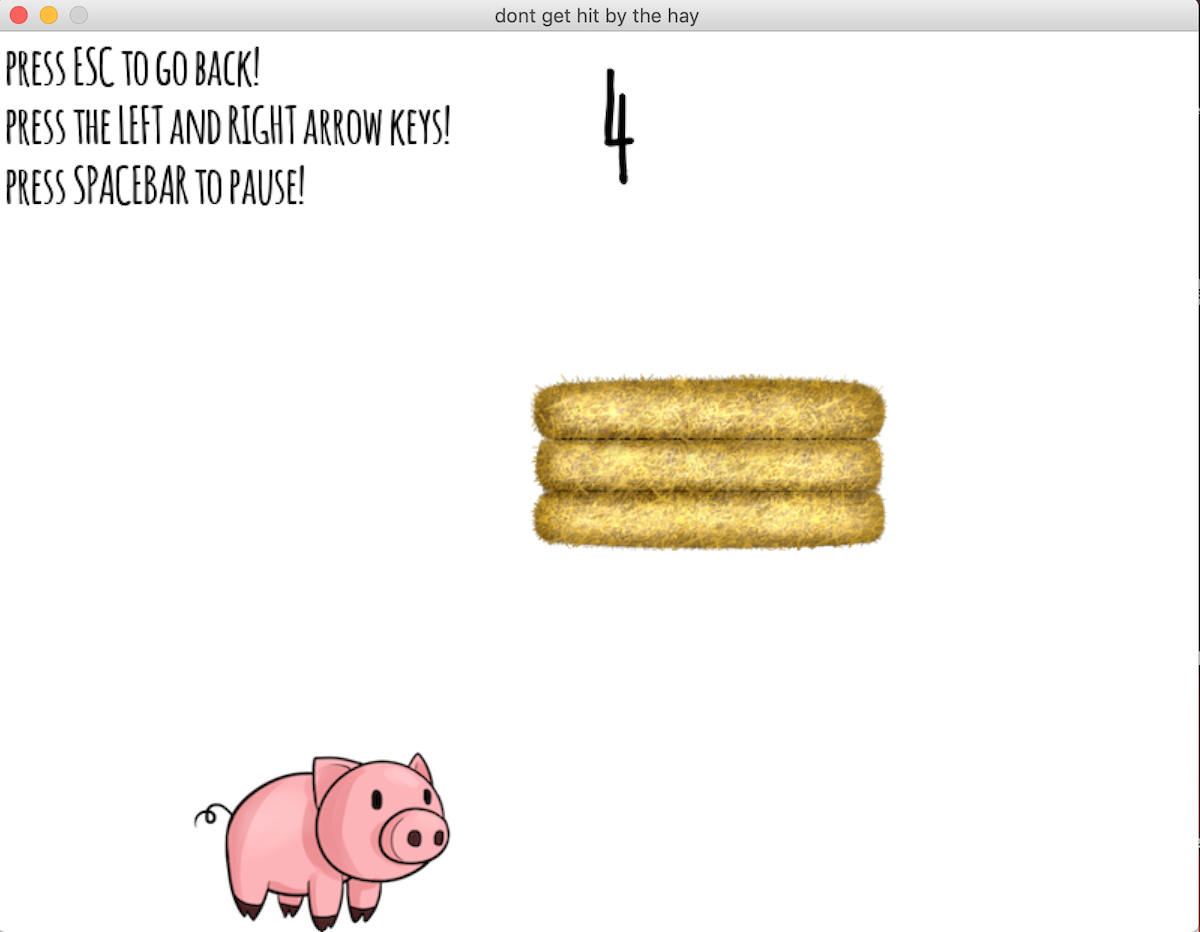 dont get hit by the hay
PRESS ESC TO GO BACK!
PRESS THE LEFT AND RIGHT ARROW KEYS!
PRESS SPACEBAR TO PAUSE!
4